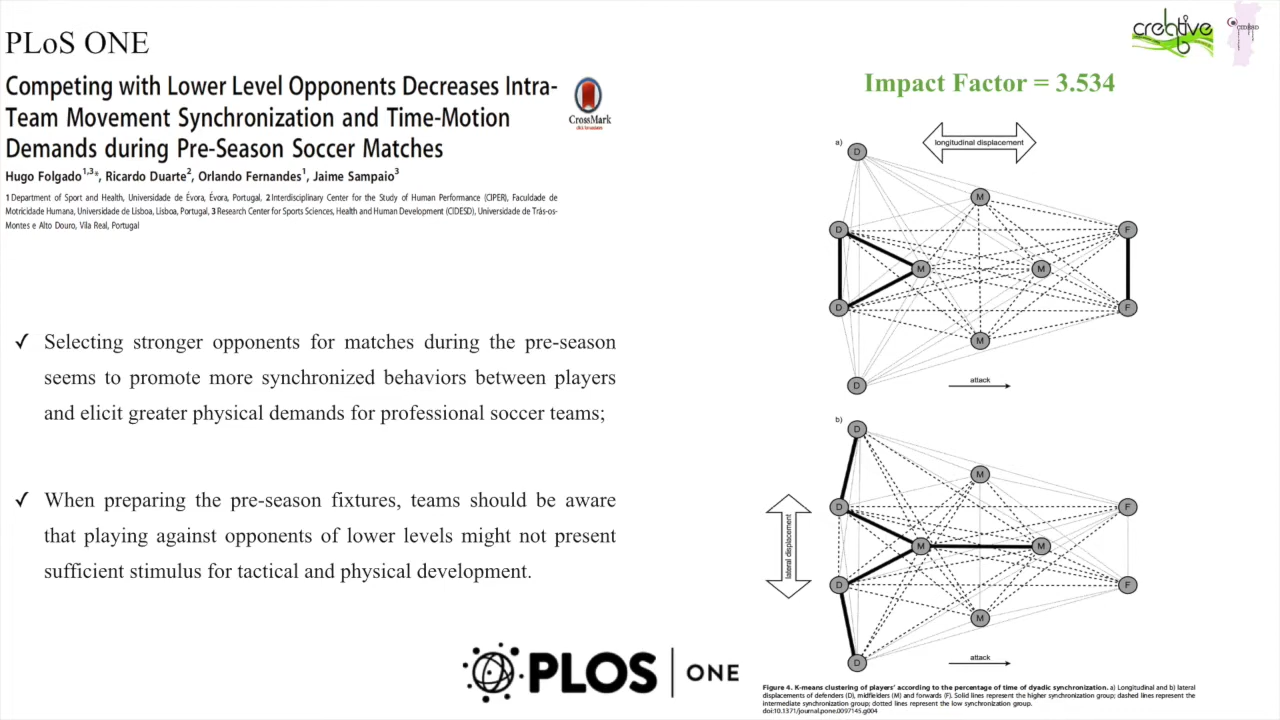 PLoS ONE
Competing with Lower Level Opponents Decreases Intra-
Team Movement Synchronization and Time-Motion
Demands during Pre-Season Soccer Matches
CrossMark
Hugo Folgado1,3*, Ricardo Duarte2, Orlando Fernandes1, Jaime Sampaio3
1 Department of Sport and Health, Universidade de Évora, Évora, Portugal, 2 Interdisciplinary Center for the Study of Human Performance (CIPER), Faculdade de
Motricidade Humana, Universidade de Lisboa, Lisboa, Portugal, 3 Research Center for Sports Sciences, Health and Human Development (CIDESD), Universidade de Trás-os-
Montes e Alto Douro, Vila Real, Portugal
✓ Selecting stronger opponents for matches during the pre-season
seems to promote more synchronized behaviors between players
and elicit greater physical demands for professional soccer teams;
✓ When preparing the pre-season fixtures, teams should be aware
that playing against opponents of lower levels might not present
sufficient stimulus for tactical and physical development.
PLOS ONE
creative
b
CIDESD
Impact Factor = 3.534
a)
longitudinal displacement
D
M
D
F
M
M
D
F
M
D
attack
b)
D
M
D
F
lateral displacement
M
M
D
F
M
D
attack
Figure 4. K-means clustering of players' according to the percentage of time of dyadic synchronization. a) Longitudinal and b) lateral
displacements of defenders (D), midfielders (M) and forwards (F). Solid lines represent the higher synchronization group; dashed lines represent the
intermediate synchronization group; dotted lines represent the low synchronization group.
doi:10.1371/journal.pone.0097145.g004